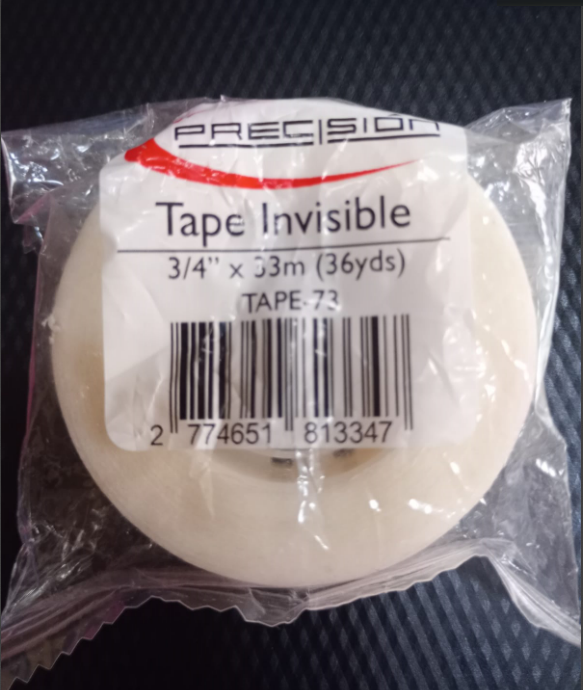 PRECISION
Tape Invisible
3/4" x 33m (36yds)
TAPE-73
2 774651 813347